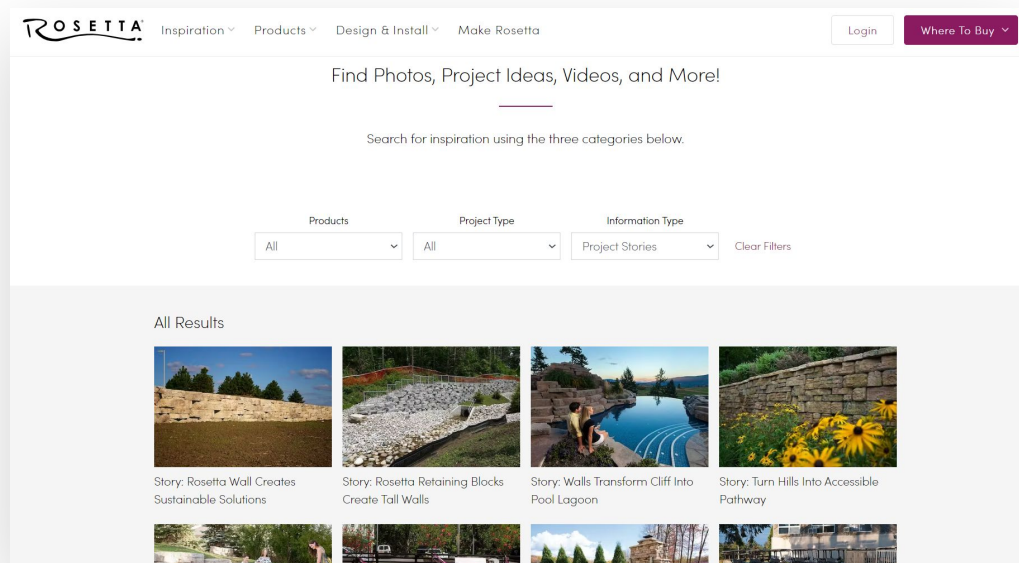 ROSETTA
Inspiration
Products
Design & Install
Make Rosetta
Login
Where To Buy
Find Photos, Project Ideas, Videos, and More!
Search for inspiration using the three categories below.
Products
Project Type
Information Type
All
All
Project Stories
Clear Filters
All Results
Story: Rosetta Wall Creates
Sustainable Solutions
Story: Rosetta Retaining Blocks
Create Tall Walls
Story: Walls Transform Cliff Into
Pool Lagoon
Story: Turn Hills Into Accessible
Pathway